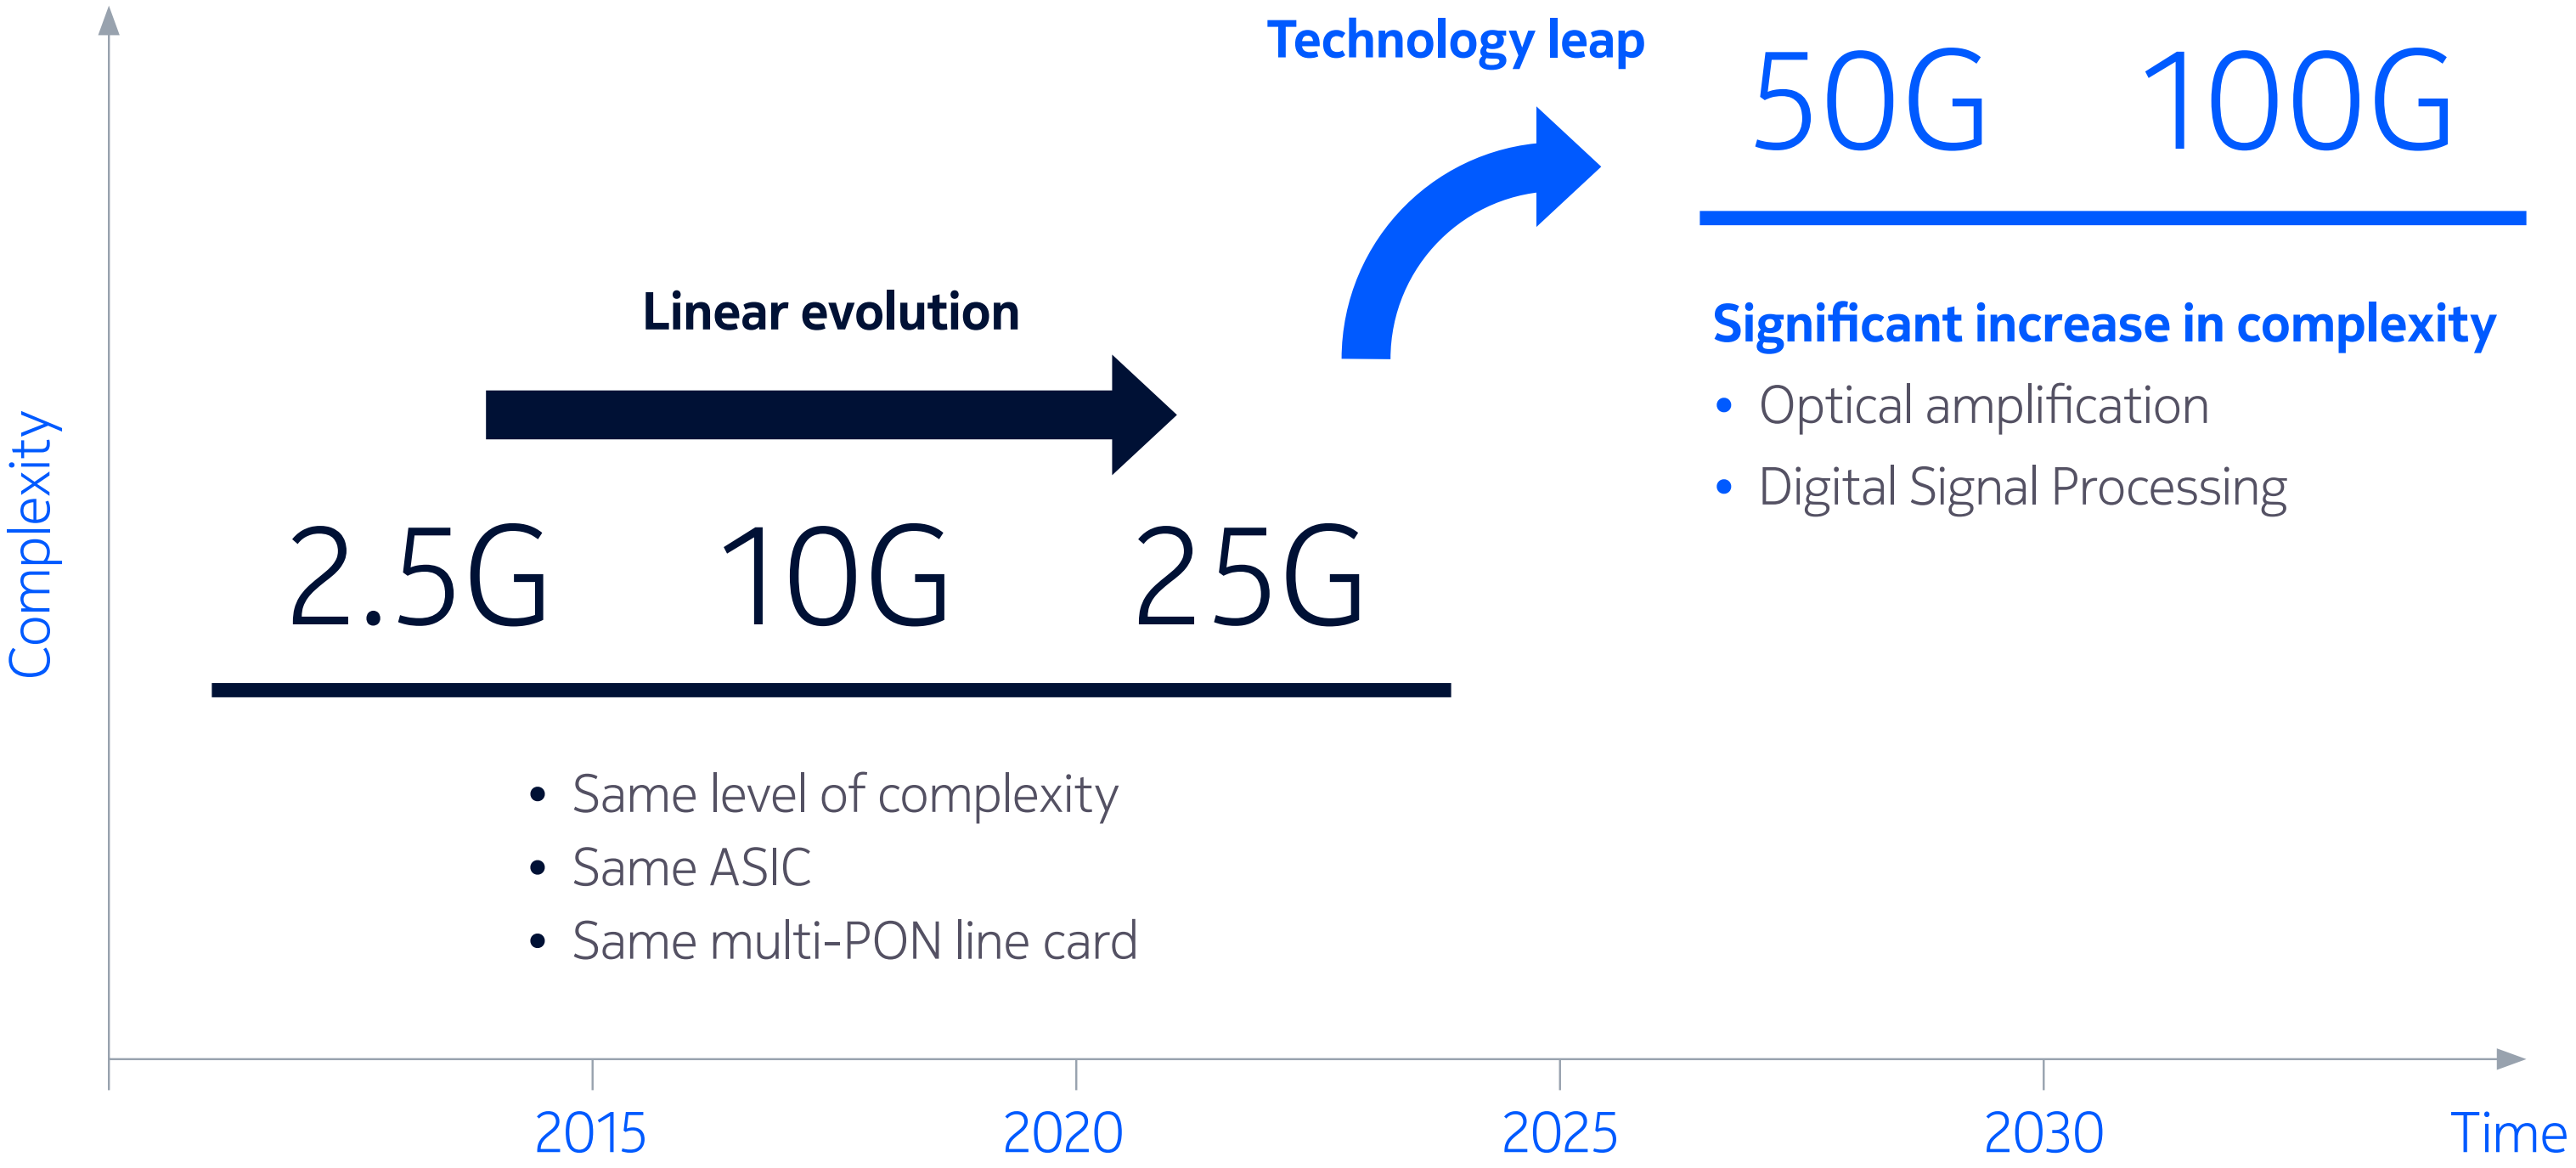 Technology leap
50G 100G
Linear evolution
Significant increase in complexity
• Optical amplification
• Digital Signal Processing
Complexity
2.5G 10G 25G
• Same level of complexity
• Same ASIC
• Same multi-PON line card
2015 2020 2025 2030 Time